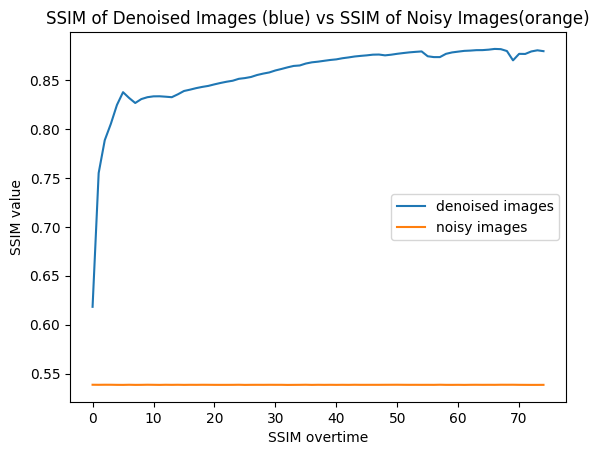 SSIM of Denoised Images (blue) vs SSIM of Noisy Images(orange)
0.85
0.80
0.75
0.70
0.65
0.60
0.55
SSIM value
denoised images
noisy images
0 10 20 30 40 50 60 70
SSIM overtime